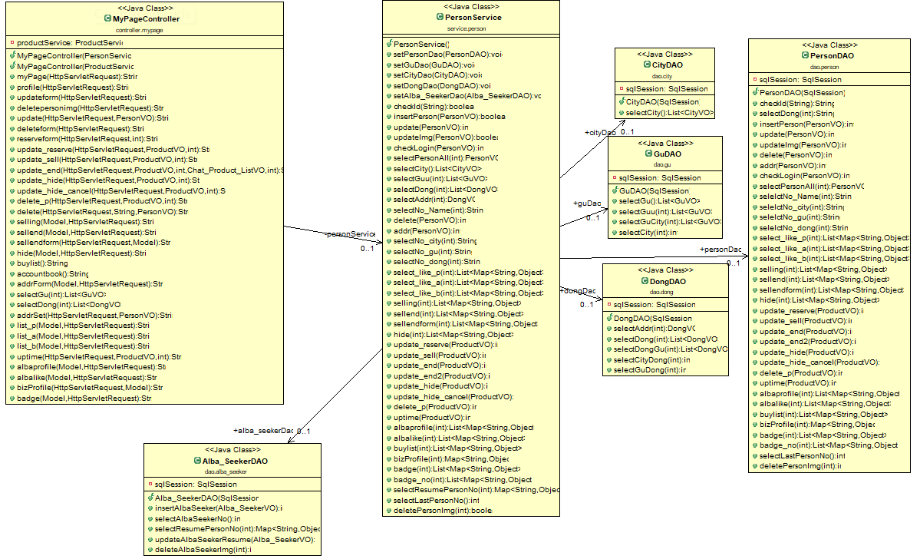 <<Java Class>>
MyPageController
controller.mypage
productService: ProductServi
MyPageController(PersonServic
MyPageController(ProductServic
myPage(HttpServletRequest):Strir
profile(HttpServletRequest):Stri
updateform(HttpServletRequest):Stri
deletepersonimg(HttpServletRequest):Stri
update(HttpServletRequest,PersonVO):Stri
deleteform(HttpServletRequest):Stri
reserveform(HttpServletRequest,int):Stri
update_reserve(HttpServletRequest,ProductVO,int):Sti
update_sell(HttpServletRequest,ProductVO,int):Sti
update_end(HttpServletRequest,ProductVO,int,Chat_Product_ListVO,int):S
update_hide(HttpServletRequest,ProductVO,int):St
update_hide_cancel(HttpServletRequest,ProductVO,int):S
delete_p(HttpServletRequest,ProductVO,int):Stri
delete(HttpServletRequest,String,PersonVO):Str
selling(Model,HttpServletRequest):Stri
sellend(Model,HttpServletRequest):Stri
sellendform(HttpServletRequest,Model):Str
hide(Model,HttpServletRequest):Stri
buylist():String
accountbook():String
addrForm(Model,HttpServletRequest):Str
selectGu(int):List<GuVO>
selectDong(int):List<DongVO
addrSet(HttpServletRequest,PersonVO):Stri
list_p(Model,HttpServletRequest):Stri
list_a(Model,HttpServletRequest):Stri
list_b(Model,HttpServletRequest):Stri
uptime(HttpServletRequest,ProductVO,int):Str
albaprofile(Model,HttpServletRequest):Sti
albalike(Model,HttpServletRequest):Str
bizProfile(HttpServletRequest,Model):Str
badge(Model,HttpServletRequest):Str
<<Java Class>>
PersonService
service.person
PersonService()
setPersonDao(PersonDAO):voi
setGuDao(GuDAO):voi
setCityDao(CityDAO):voi
setDongDao(DongDAO):voi
setAlba_SeekerDao(Alba_SeekerDAO):vo
checkId(String):boolea
insertPerson(PersonVO):boolea
update(PersonVO):in
updateImg(PersonVO):boolea
checkLogin(PersonVO):in
selectPersonAll(int):PersonVO
selectCity():List<CityVO>
selectGuu(int):List<GuVO>
selectDong(int):List<DongVO
selectAddr(int):DongVO
selectNo_Name(int):Strin
delete(PersonVO):in
addr(PersonVO):in
selectNo_city(int):String
selectNo_gu(int):String
selectNo_dong(int):Strin
select_like_p(int):List<Map<String,Object:
select_like_a(int):List<Map<String,Object:
select_like_b(int):List<Map<String,Object:
selling(int):List<Map<String,Object>
sellend(int):List<Map<String,Object>
sellendform(int):List<Map<String,Object
hide(int):List<Map<String,Object>
update_reserve(ProductVO):i
update_sell(ProductVO):ir
update_end(ProductVO):i
update_end2(ProductVO):i
update_hide(ProductVO):i
update_hide_cancel(ProductVO):
delete_p(ProductVO):ir
uptime(ProductVO):in
albaprofile(int):List<Map<String,Object
albalike(int):List<Map<String,Object>
buylist(int):List<Map<String,Object>
bizProfile(int):Map<String,Objec
badge(int):List<Map<String,Object>
badge_no(int):List<Map<String,Object
selectResumePersonNo(int):Map<String,Objec
selectLastPersonNo():int
deletePersonImg(int):boole
<<Java Class>>
CityDAO
dao.city
sqlSession: SqlSession
CityDAO(SqlSession
selectCity():List<CityVO>
<<Java Class>>
GuDAO
dao.gu
sqlSession: SqlSession
GuDAO(SqlSession
selectGu():List<GuVO>
selectGuu(int):List<GuVO:
selectGuCity(int):List<GuVO
selectCity(int):in
<<Java Class>>
DongDAO
dao.dong
sqlSession: SqlSession
DongDAO(SqlSession
selectAddr(int):DongV(
selectDong(int):List<DongVO
selectDongGu(int):List<DongVO
selectCityDong(int):in
selectGuDong(int):ir
<<Java Class>>
PersonDAO
dao.person
sqlSession: SqlSession
PersonDAO(SqlSession)
checkId(String):String
selectDong(int):String
insertPerson(PersonVO):in
update(PersonVO):in
updateImg(PersonVO):ir
delete(PersonVO):in
addr(PersonVO):in
checkLogin(PersonVO):in
selectPersonAll(int):PersonV
selelctNo_Name(int):Strin
selelctNo_city(int):String
selelctNo_gu(int):String
selelctNo_dong(int):Strin
select_like_p(int):List<Map<String,Object:
select_like_a(int):List<Map<String,Object:
select_like_b(int):List<Map<String,Object:
selling(int):List<Map<String,Object>
sellend(int):List<Map<String,Object>
sellendform(int):List<Map<String,Object
hide(int):List<Map<String,Object>
update_reserve(ProductVO):i
update_sell(ProductVO):ir
update_end(ProductVO):i
update_end2(ProductVO):i
update_hide(ProductVO):i
update_hide_cancel(ProductVO):
delete_p(ProductVO):ir
uptime(ProductVO):ir
albaprofile(int):List<Map<String,Object
albalike(int):List<Map<String,Object>
buylist(int):List<Map<String,Object>
bizProfile(int):Map<String,Objec
badge(int):List<Map<String,Object
badge_no(int):List<Map<String,Object
selectLastPersonNo():int
deletePersonImg(int):ir
<<Java Class>>
Alba_SeekerDAO
dao.alba_seeker
sqlSession: SqlSession
Alba_SeekerDAO(SqlSession
insertAlbaSeeker(Alba_SeekerVO):i
selectAlbaSeekerNo():in
selectResumePersonNo(int):Map<String,Objec
updateAlbaSeekerResume(Alba_SeekerVO):
deleteAlbaSeekerImg(int):i
-personService
0..1
+cityDao
0..1
+guDao
0..1
+personDao
0..1
+dongDao
0..1
+alba_seekerDao
0..1